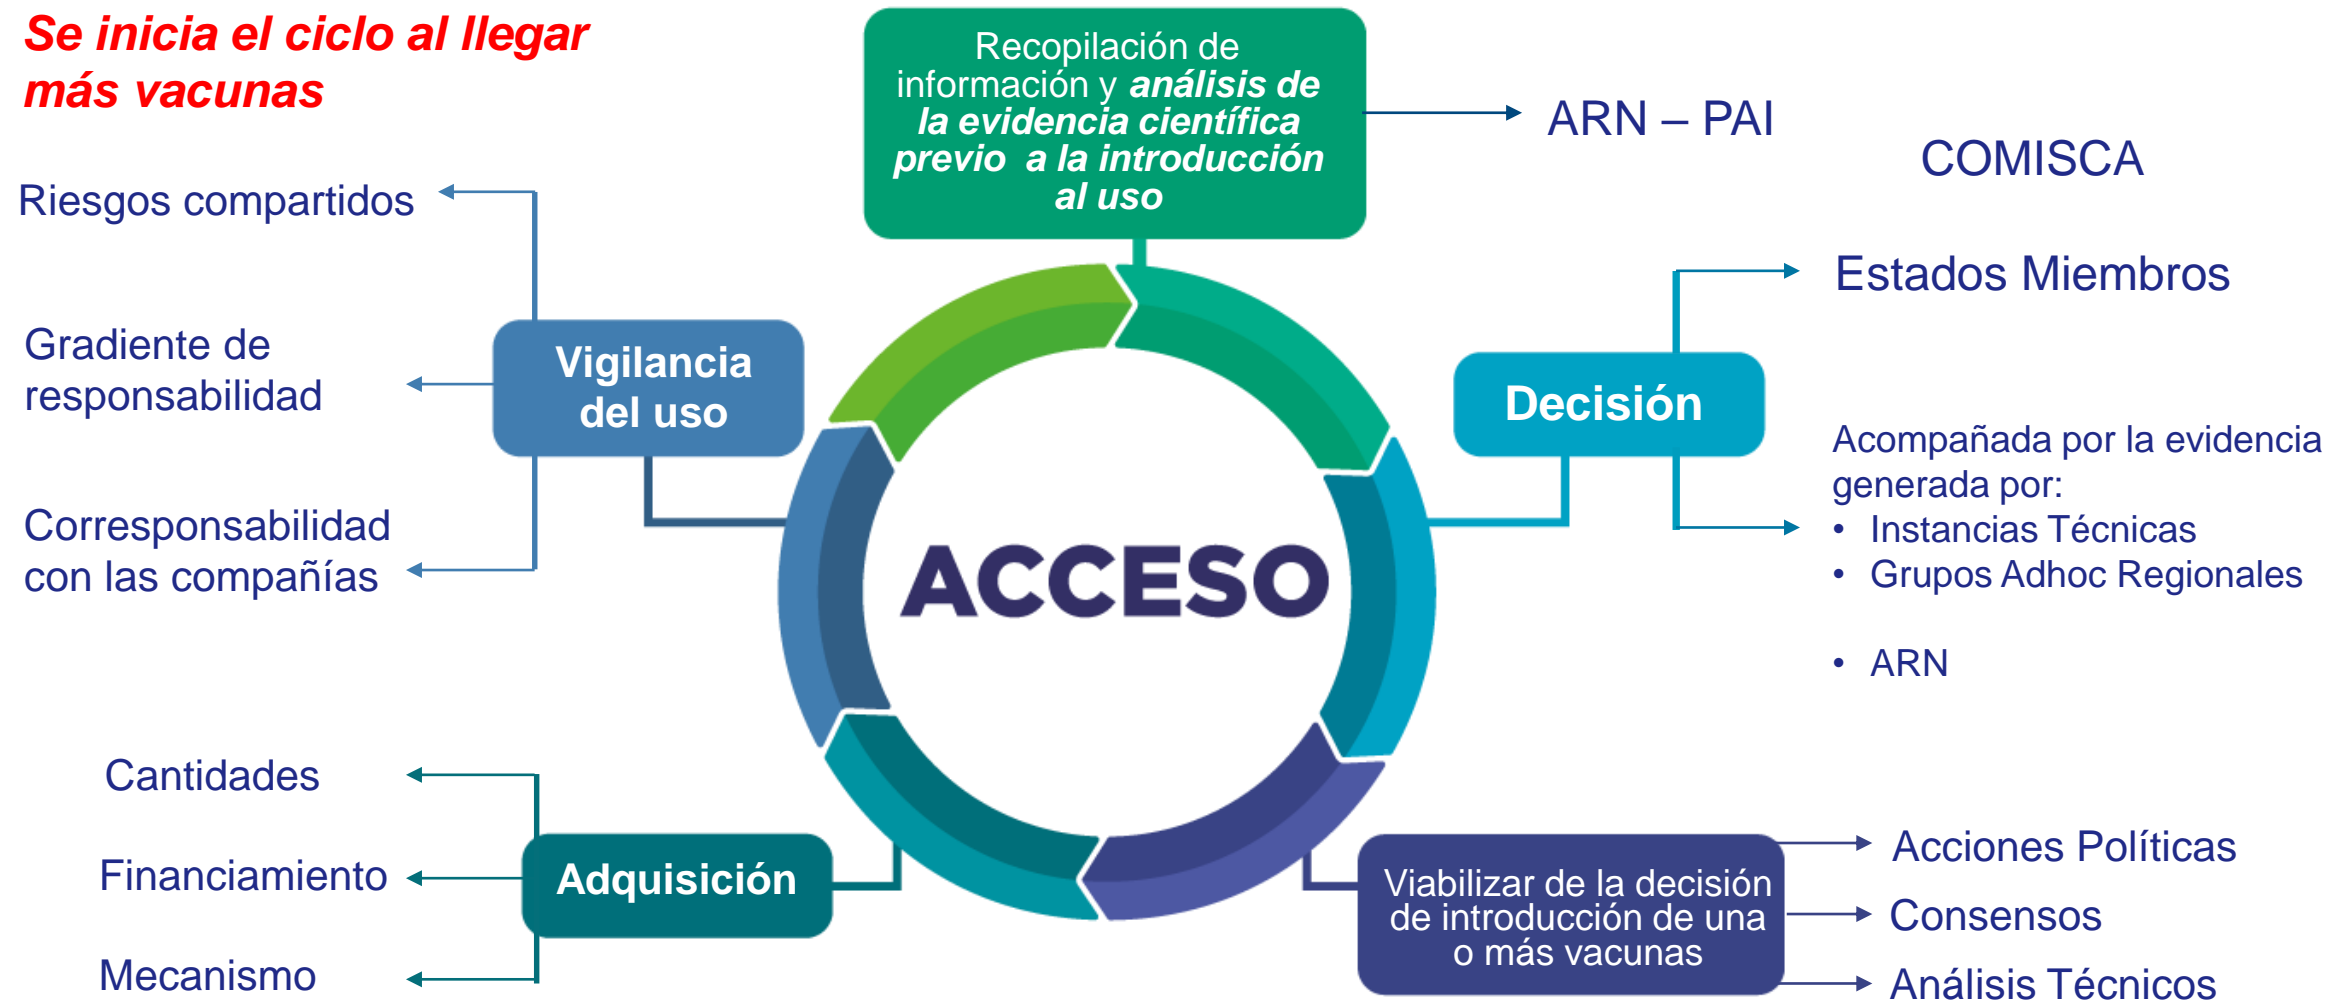 Se inicia el ciclo al llegar
más vacunas
Recopilación de
información y análisis de
la evidencia científica
previo a la introducción
al uso
ARN – PAI
COMISCA
Riesgos compartidos
Gradiente de
responsabilidad
Corresponsabilidad
con las compañías
Vigilancia
del uso
Decisión
Estados Miembros
Acompañada por la evidencia
generada por:
• Instancias Técnicas
• Grupos Adhoc Regionales
• ARN
ACCESO
Cantidades
Financiamiento
Mecanismo
Adquisición
Viabilizar de la decisión
de introducción de una
o más vacunas
Acciones Políticas
Consensos
Análisis Técnicos